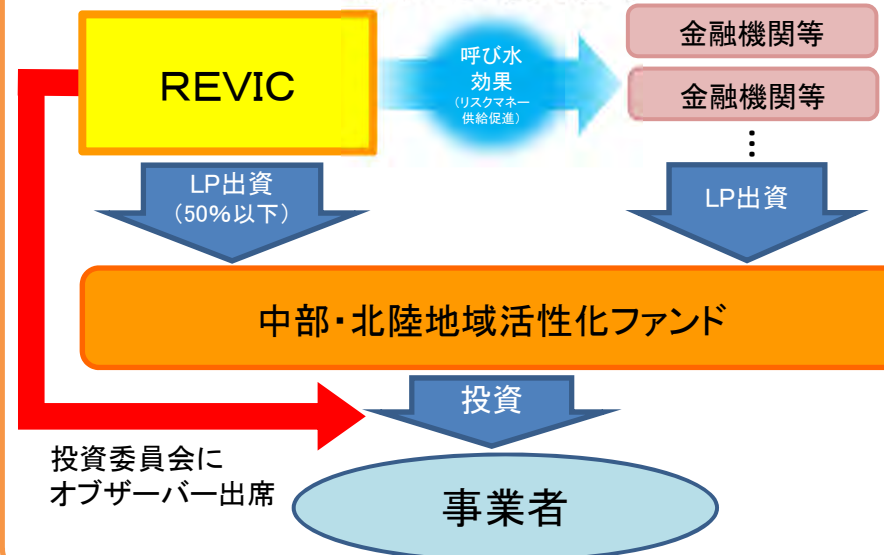 REVIC
呼び水
効果
(リスクマネー
供給促進)
金融機関等
金融機関等
⋮
LP出資
(50%以下)
LP出資
中部・北陸地域活性化ファンド
投資
投資委員会に
オブザーバー出席
事業者